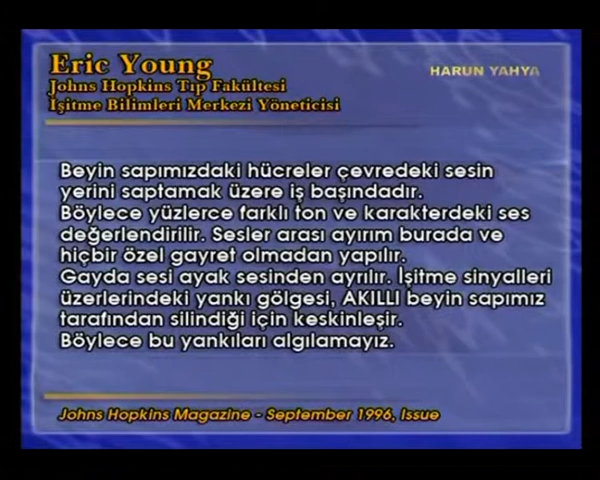 Eric Young
Johns Hopkins Tıp Fakültesi
İşitme Bilimleri Merkezi Yöneticisi
HARUN YAHYA
Beyin sapımızdaki hücreler çevredeki sesin
yerini saptamak üzere iş başındadır.
Böylece yüzlerce farklı ton ve karakterdeki ses
değerlendirilir. Sesler arası ayırım burada ve
hiçbir özel gayret olmadan yapılır.
Gayda sesi ayak sesinden ayrılır. İşitme sinyalleri
üzerlerindeki yankı gölgesi, AKILLI beyin sapımız
tarafından silindiği için keskinleşir.
Böylece bu yankıları algılamayız.
Johns Hopkins Magazine - September 1996, Issue